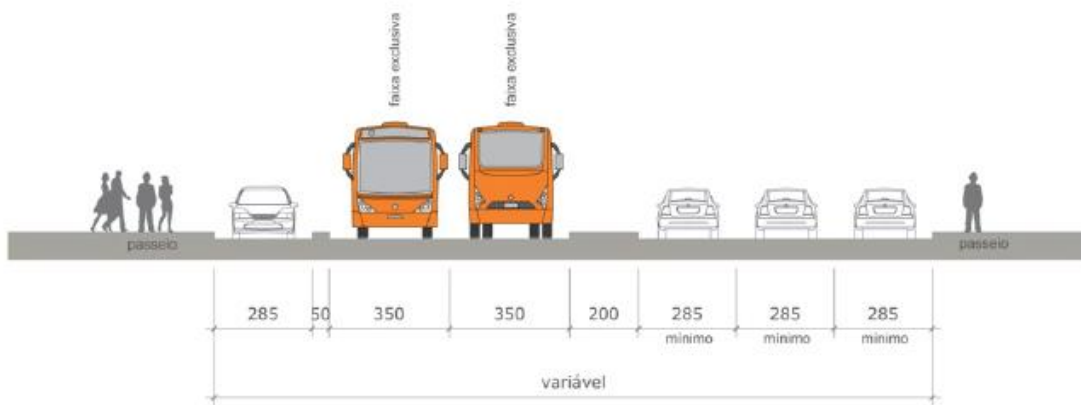 faixa exclusiva
faixa exclusiva
passeio
passeio
285 50 350 350 200 285 285 285
mínimo mínimo mínimo
variável